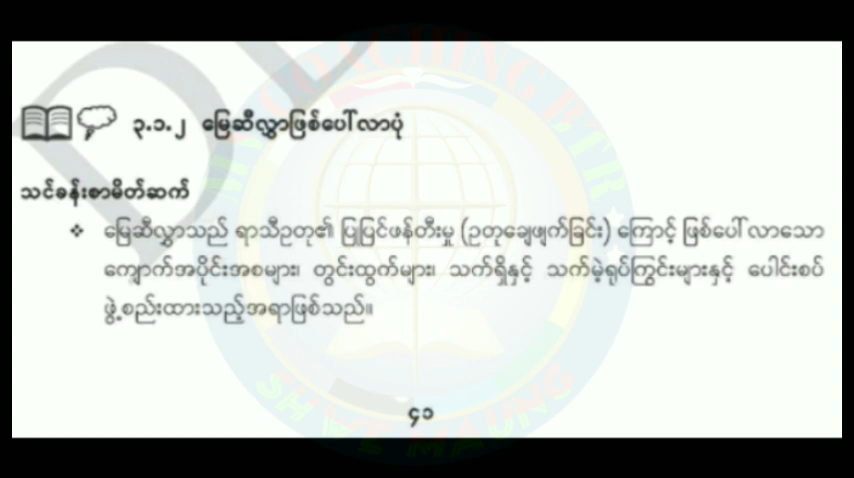 ၃.၁.၂ မြေဆီလွှာဖြစ်ပေါ်လာပုံ
သင်ခန်းစာမိတ်ဆက်
❖ မြေဆီလွှာသည် ရာသီဥတု၏ ပြုပြင်ဖန်တီးမှု (ဥတုချေဖျက်ခြင်း) ကြောင့် ဖြစ်ပေါ်လာသော
ကျောက်အပိုင်းအစများ၊ တွင်းထွက်များ၊ သက်ရှိနှင့် သက်မဲ့ရုပ်ကြွင်းများနှင့် ပေါင်းစပ်
ဖွဲ့စည်းထားသည့်အရာဖြစ်သည်။
၄၁
COACHING
SHWE MAUNG